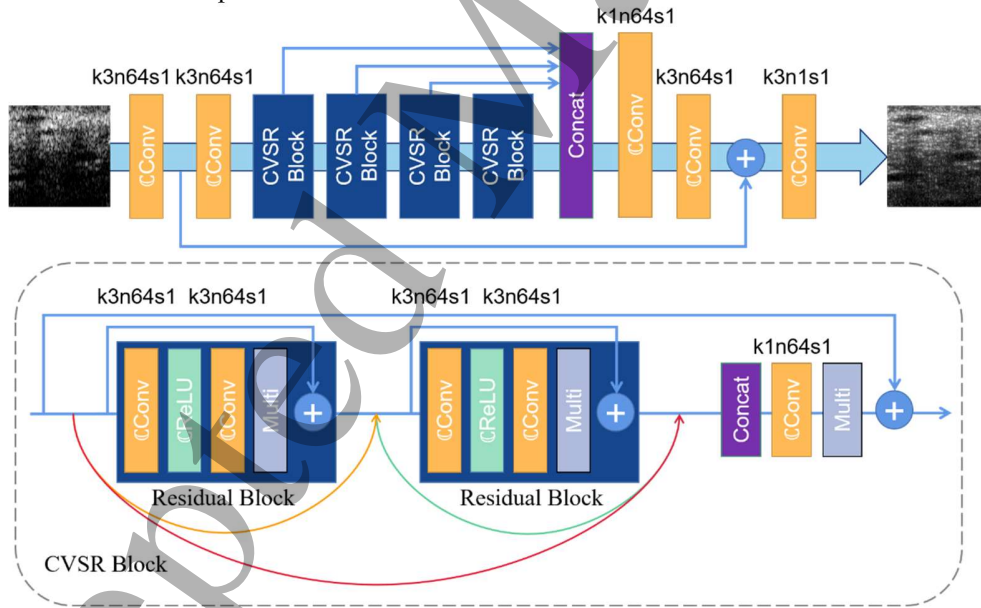 k1n64s1
k3n64s1 k3n64s1 k3n64s1 k3n1s1
ℂConv
ℂConv
CVSR
Block
CVSR
Block
CVSR
Block
CVSR
Block
Concat
ℂConv
ℂConv
+
ℂConv
k3n64s1 k3n64s1 k3n64s1 k3n64s1
k1n64s1
ℂConv
ℂReLU
ℂConv
Multi
+
ℂConv
ℂReLU
ℂConv
Multi
+
Concat
ℂConv
Multi
+
Residual Block
Residual Block
CVSR Block